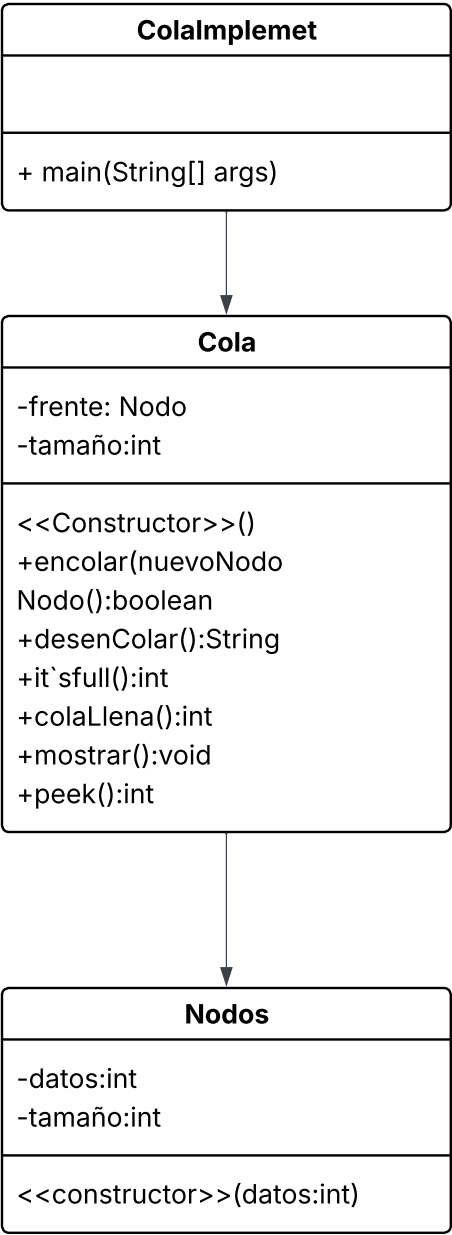 ColaImplemet
+ main(String[] args)
Cola
-frente: Nodo
-tamaño:int
<<Constructor>>()
+encolar(nuevoNodo
Nodo():boolean
+desenColar():String
+it`sfull():int
+colaLlena():int
+mostrar():void
+peek():int
Nodos
-datos:int
-tamaño:int
<<constructor>>(datos:int)